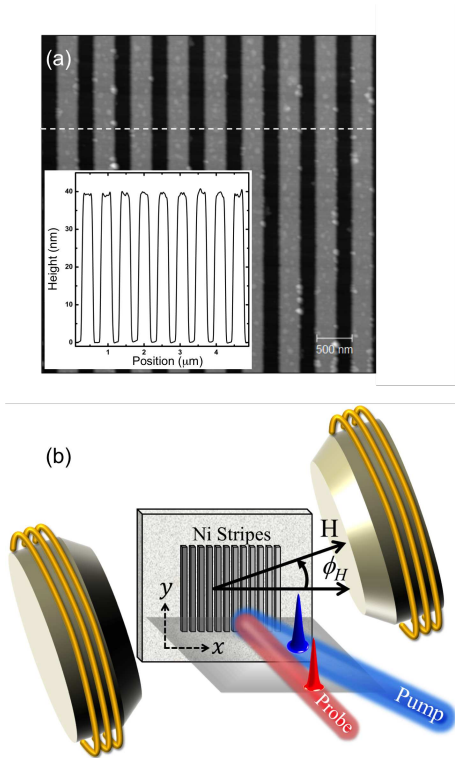 (a)
Height (nm)
40
30
20
10
0
1
2
3
4
Position (μm)
500 nm
(b)
Ni Stripes
H
ϕ_H
y
x
Probe
Pump